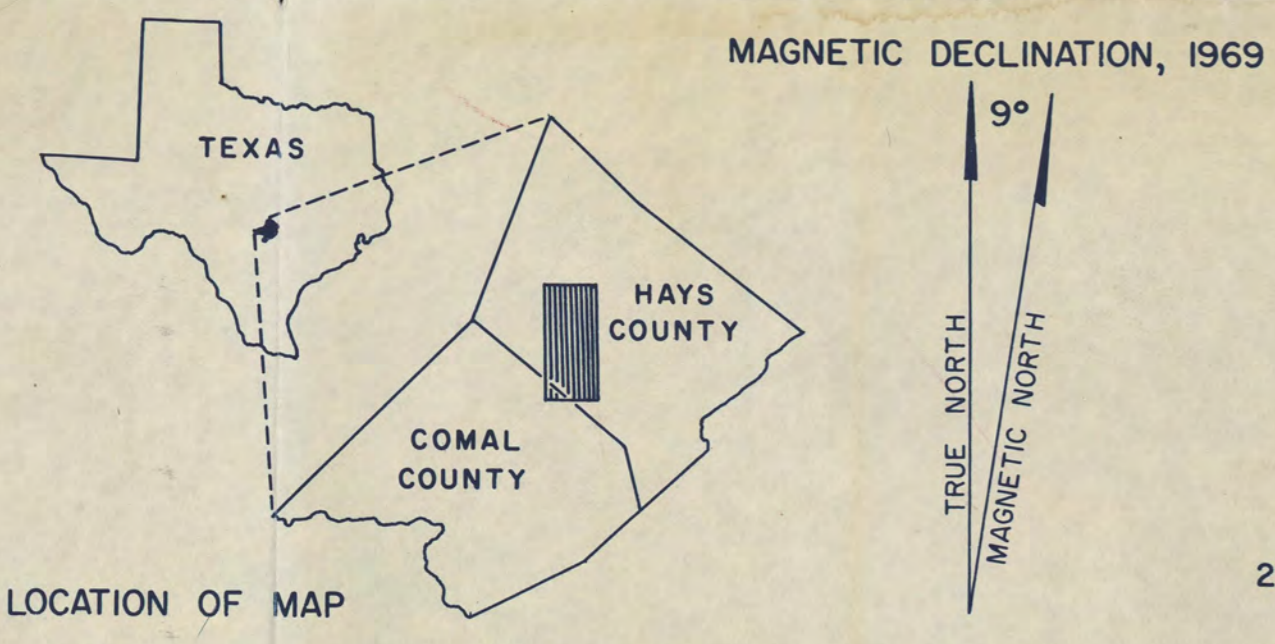 MAGNETIC DECLINATION, 1969
9°
TEXAS
HAYS
COUNTY
COMAL
COUNTY
TRUE NORTH
MAGNETIC NORTH
LOCATION OF MAP
2